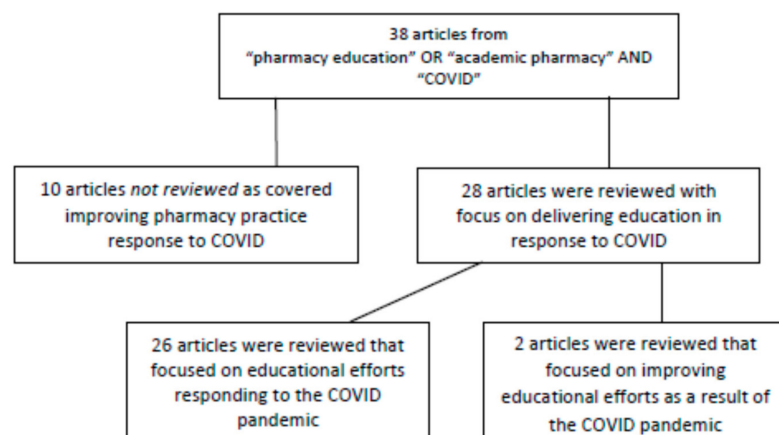 38 articles from
“pharmacy education” OR “academic pharmacy” AND
“COVID”
10 articles not reviewed as covered
improving pharmacy practice
response to COVID
28 articles were reviewed with
focus on delivering education in
response to COVID
26 articles were reviewed that
focused on educational efforts
responding to the COVID
pandemic
2 articles were reviewed that
focused on improving
educational efforts as a result of
the COVID pandemic